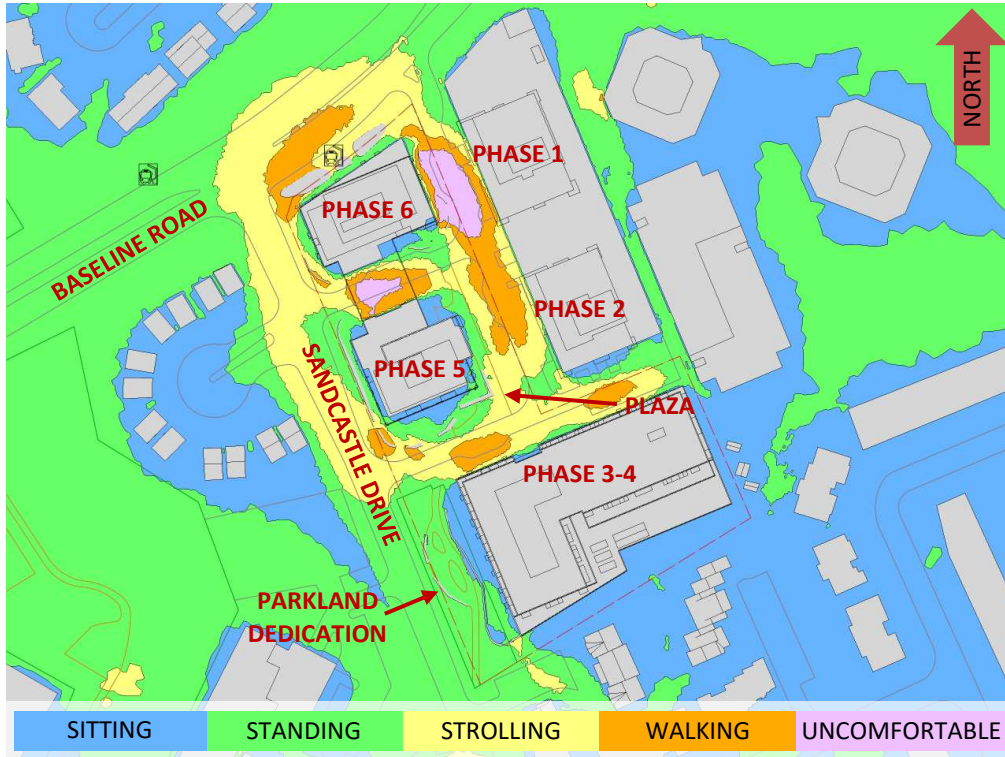 NORTH
PHASE 1
PHASE 6
BASELINE ROAD
PHASE 2
SANDCASTLE DRIVE
PHASE 5
PLAZA
PHASE 3-4
PARKLAND
DEDICATION
SITTING
STANDING
STROLLING
WALKING
UNCOMFORTABLE